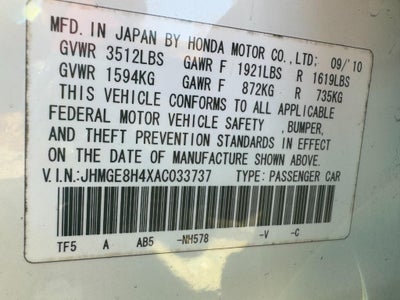 MFD. IN JAPAN BY HONDA MOTOR CO.,LTD; 09/'10
GVWR 3512LBS GAWR F 1921LBS R 1619LBS
GVWR 1594KG GAWR F 872KG R 735KG
THIS VEHICLE CONFORMS TO ALL APPLICABLE
FEDERAL MOTOR VEHICLE SAFETY , BUMPER,
AND THEFT PREVENTION STANDARDS IN EFFECT
ON THE DATE OF MANUFACTURE SHOWN ABOVE.
V.I.N.:JHMGE8H4XAC033737 TYPE: PASSENGER CAR
TF5 A AB5 -NH578 -V -C